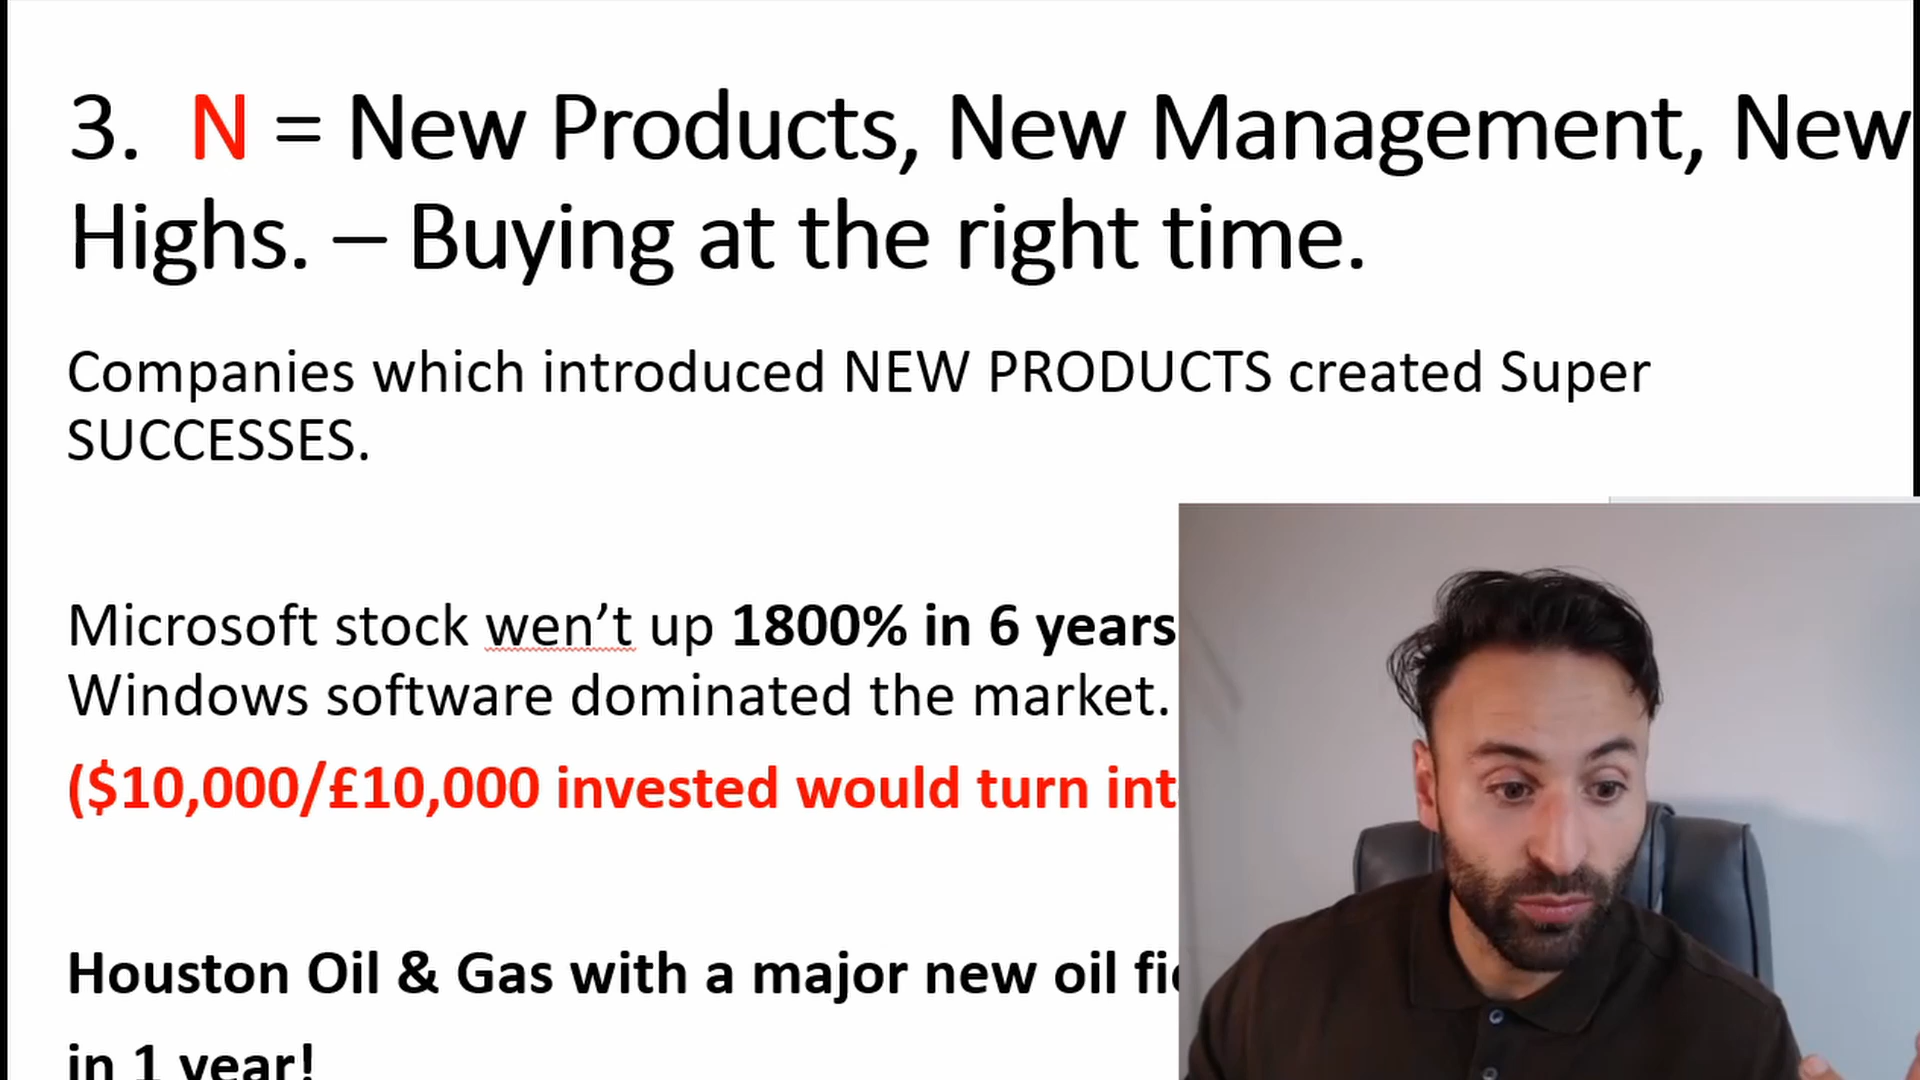 3. N = New Products, New Management, New
Highs. – Buying at the right time.
Companies which introduced NEW PRODUCTS created Super
SUCCESSES.
Microsoft stock wen’t up 1800% in 6 years
Windows software dominated the market.
($10,000/£10,000 invested would turn
Houston Oil & Gas with a major new oil
in 1 year!